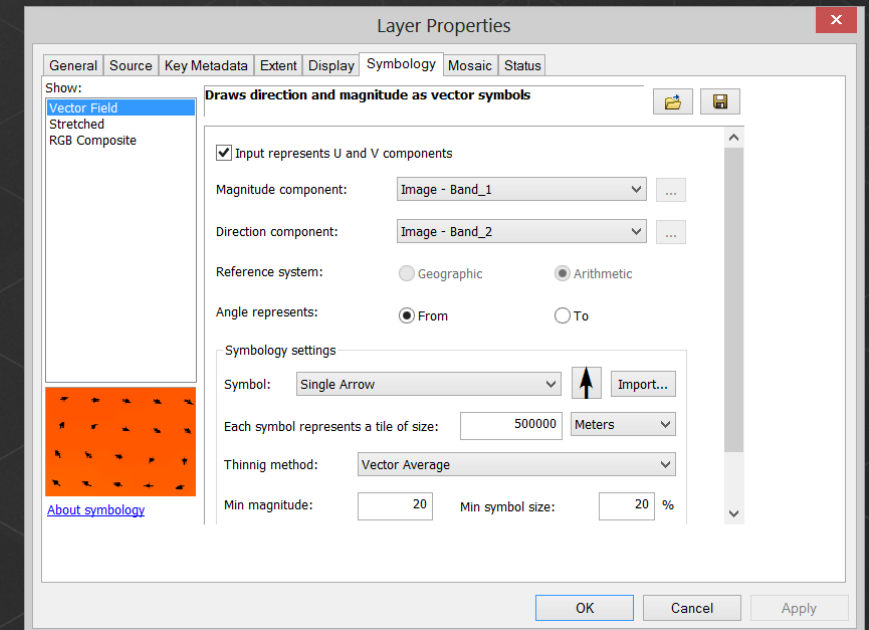 Layer Properties
General Source Key Metadata Extent Display Symbology Mosaic Status
Show:
Vector Field
Stretched
RGB Composite
Draws direction and magnitude as vector symbols
Input represents U and V components
Magnitude component: Image - Band_1 ...
Direction component: Image - Band_2 ...
Reference system: Geographic Arithmetic
Angle represents: From To
Symbology settings
Symbol: Single Arrow Import...
Each symbol represents a tile of size: 500000 Meters
Thinnig method: Vector Average
Min magnitude: 20 Min symbol size: 20 %
About symbology
OK Cancel Apply